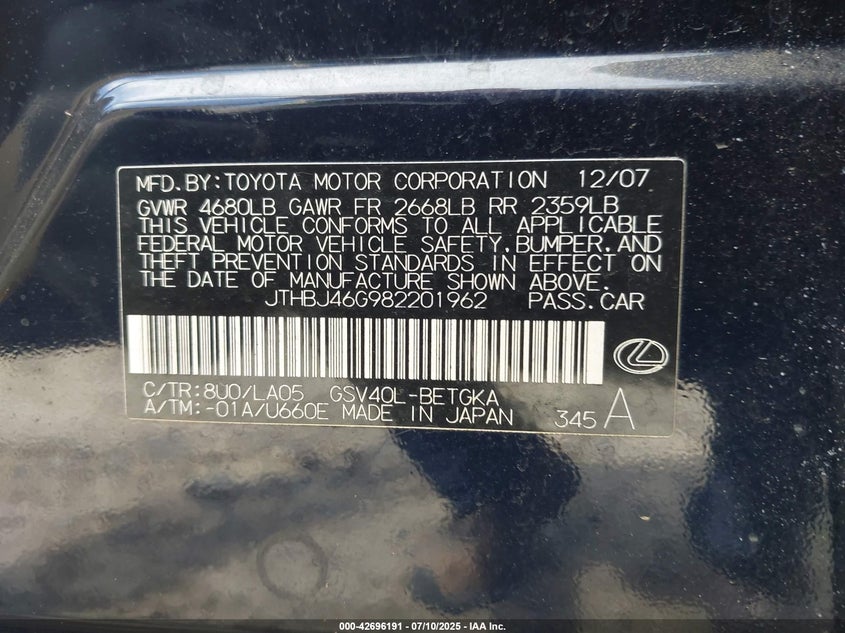 MFD.BY:TOYOTA MOTOR CORPORATION 12/07
GVWR 4680LB GAWR FR 2668LB RR 2359LB
THIS VEHICLE CONFORMS TO ALL APPLICABLE
FEDERAL MOTOR VEHICLE SAFETY,BUMPER,AND
THEFT PREVENTION STANDARDS IN EFFECT ON
THE DATE OF MANUFACTURE SHOWN ABOVE.
JTHBJ46G982201962 PASS.CAR
C/TR:8U0/LA05 GSV40L-BETGKA
A/TM:-01A/U660E MADE IN JAPAN 345 A
000-42696191 - 07/10/2025 - IAA Inc.